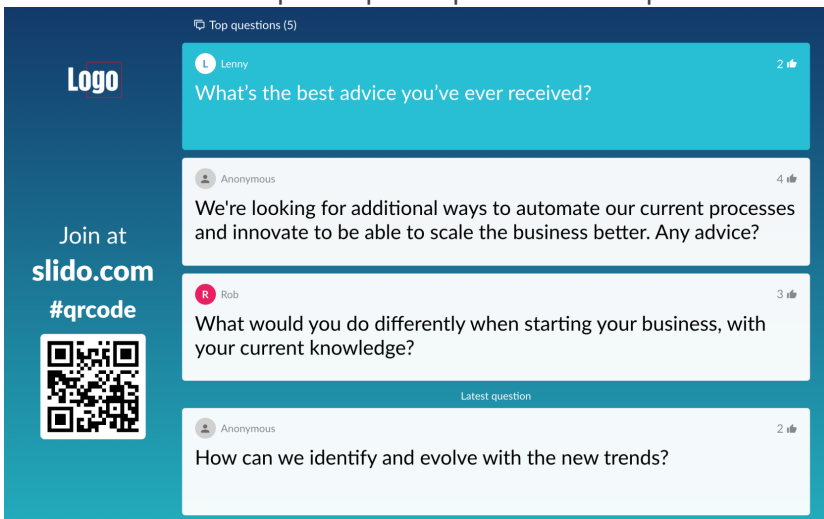 Top questions (5)
Logo
L Lenny 2
What's the best advice you've ever received?
Anonymous 4
We're looking for additional ways to automate our current processes
and innovate to be able to scale the business better. Any advice?
Join at
slido.com
#qrcode
R Rob 3
What would you do differently when starting your business, with
your current knowledge?
Latest question
Anonymous 2
How can we identify and evolve with the new trends?